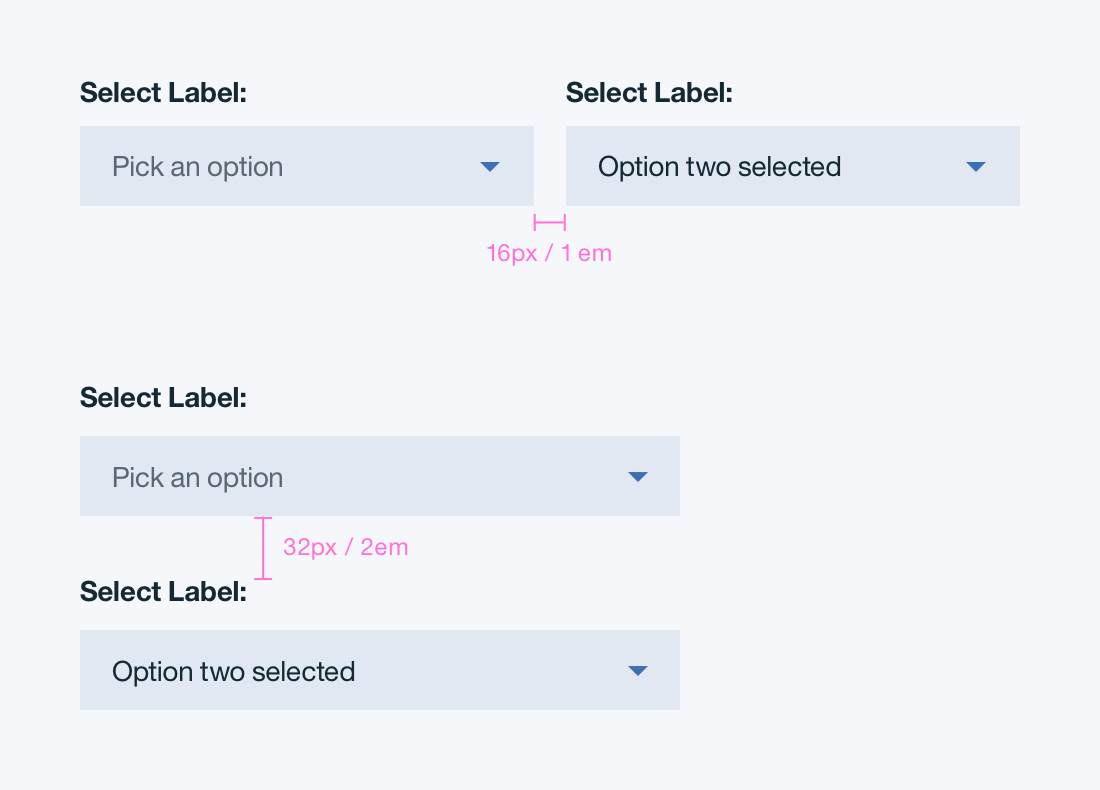 Select Label:
Select Label:
Pick an option
Option two selected
16px / 1 em
Select Label:
Pick an option
32px / 2em
Select Label:
Option two selected